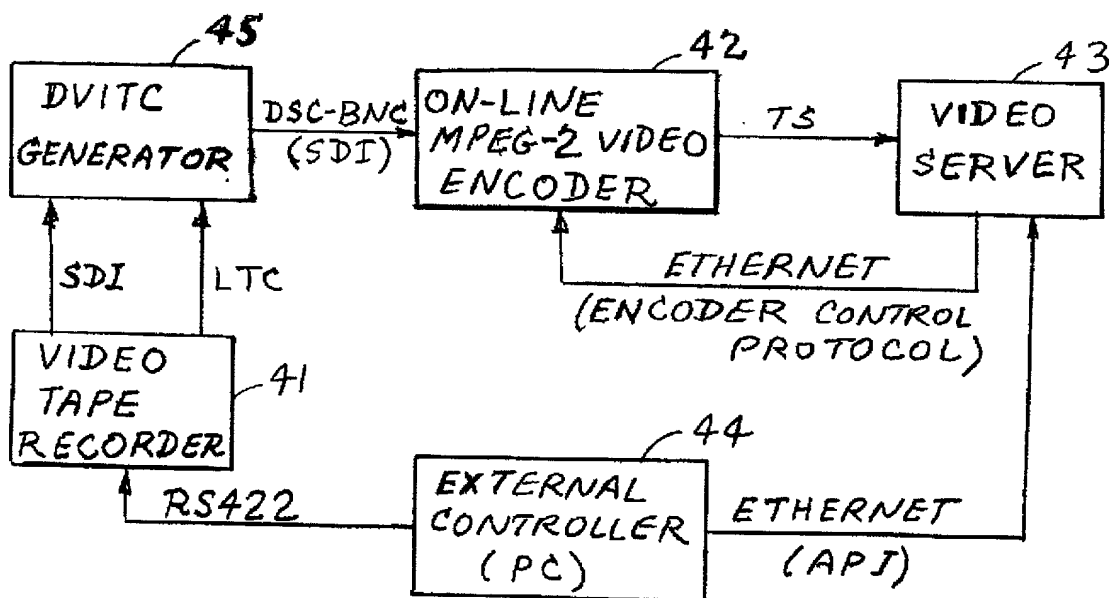 45
DVITC
GENERATOR
DSC-BNC
(SDI)
42
ON-LINE
MPEG-2 VIDEO
ENCODER
TS
43
VIDEO
SERVER
SDI
LTC
ETHERNET
(ENCODER CONTROL
PROTOCOL)
VIDEO
TAPE
RECORDER
41
RS422
44
EXTERNAL
CONTROLLER
(PC)
ETHERNET
(API)